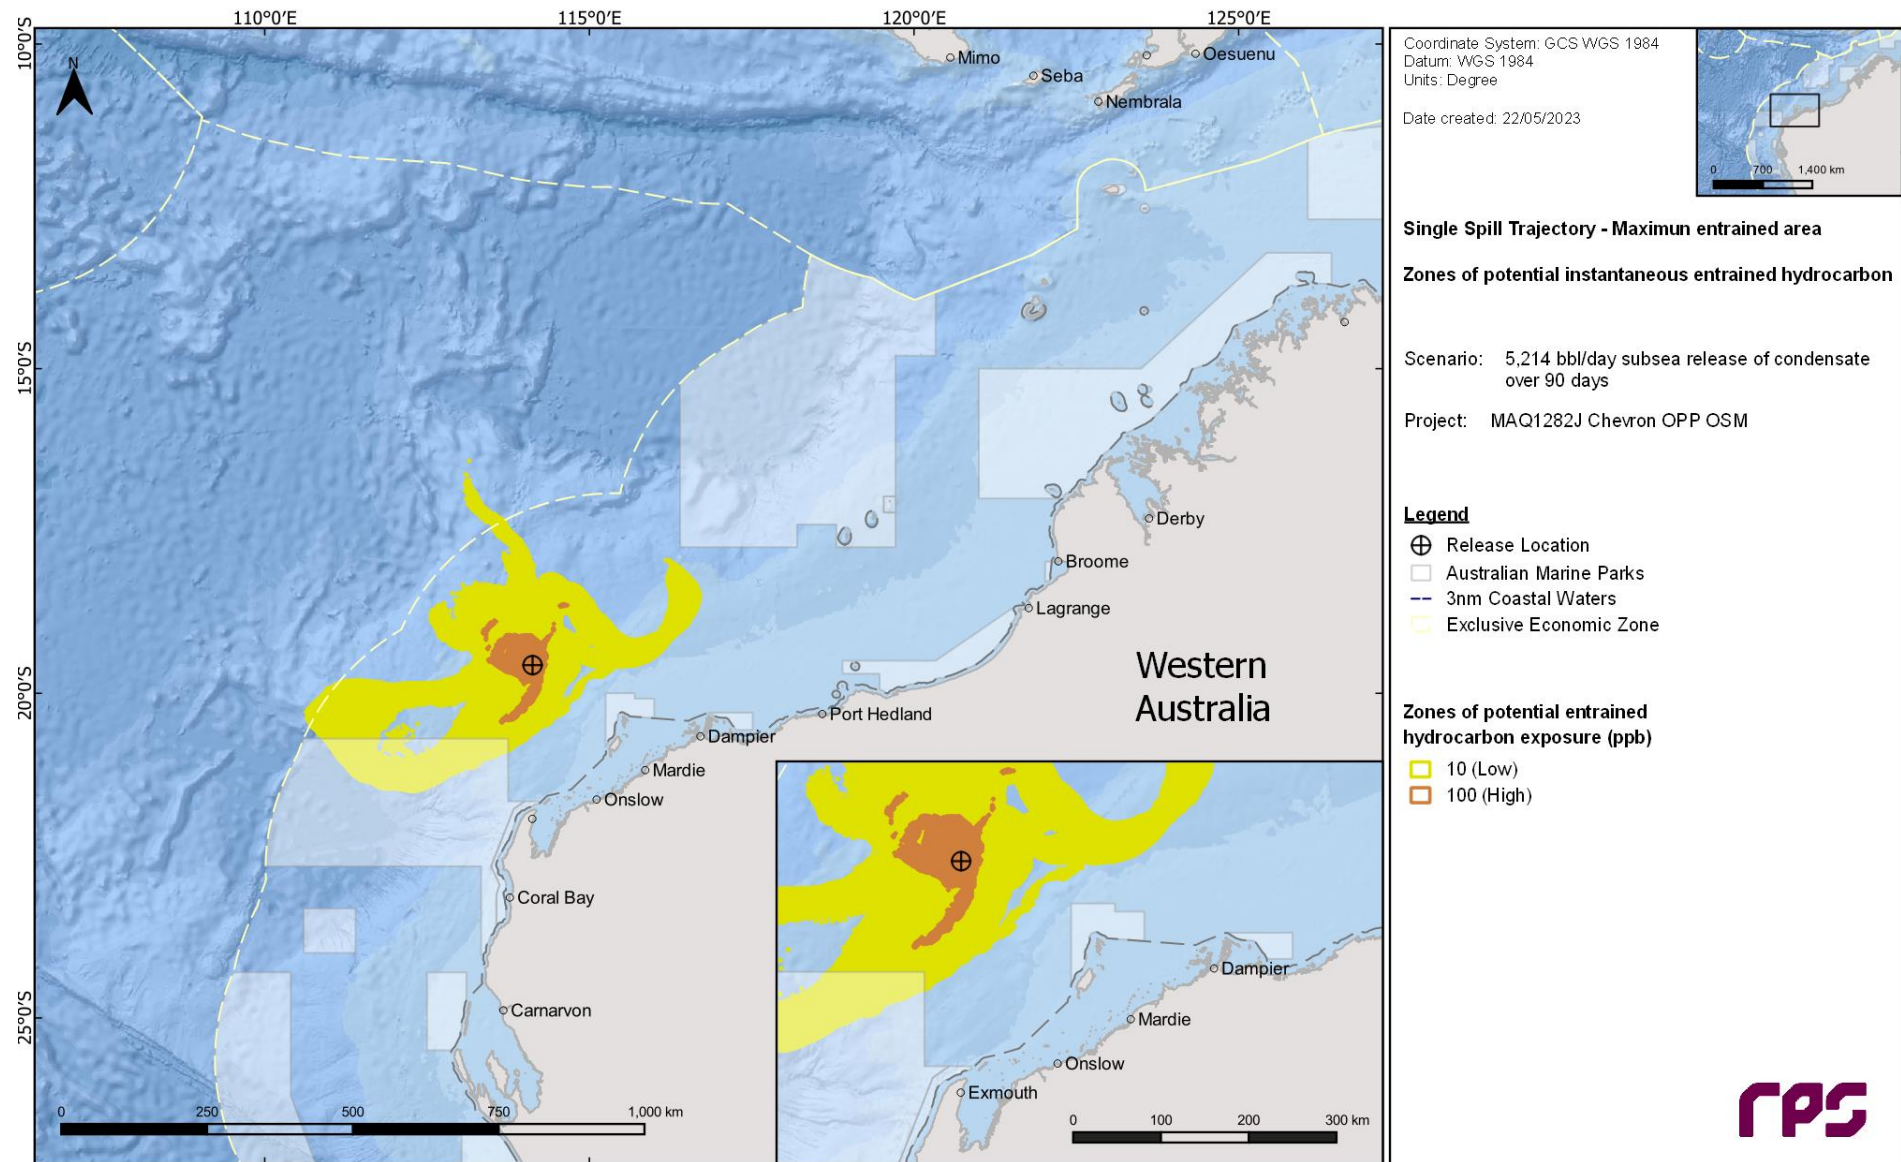 110°0'E
115°0'E
120°0'E
125°0'E
10°0'S
15°0'S
20°0'S
25°0'S
N
Mimo
Seba
Oesuenu
Nembrala
Derby
Broome
Lagrange
Western
Australia
Port Hedland
Dampier
Mardie
Onslow
Coral Bay
Carnarvon
0 250 500 750 1,000 km
Dampier
Mardie
Onslow
Exmouth
0 100 200 300 km
Coordinate System: GCS WGS 1984
Datum: WGS 1984
Units: Degree
Date created: 22/05/2023
0 700 1,400 km
Single Spill Trajectory - Maximun entrained area
Zones of potential instantaneous entrained hydrocarbon
Scenario: 5,214 bbl/day subsea release of condensate
over 90 days
Project: MAQ1282J Chevron OPP OSM
Legend
Release Location
Australian Marine Parks
3nm Coastal Waters
Exclusive Economic Zone
Zones of potential entrained
hydrocarbon exposure (ppb)
10 (Low)
100 (High)
rps